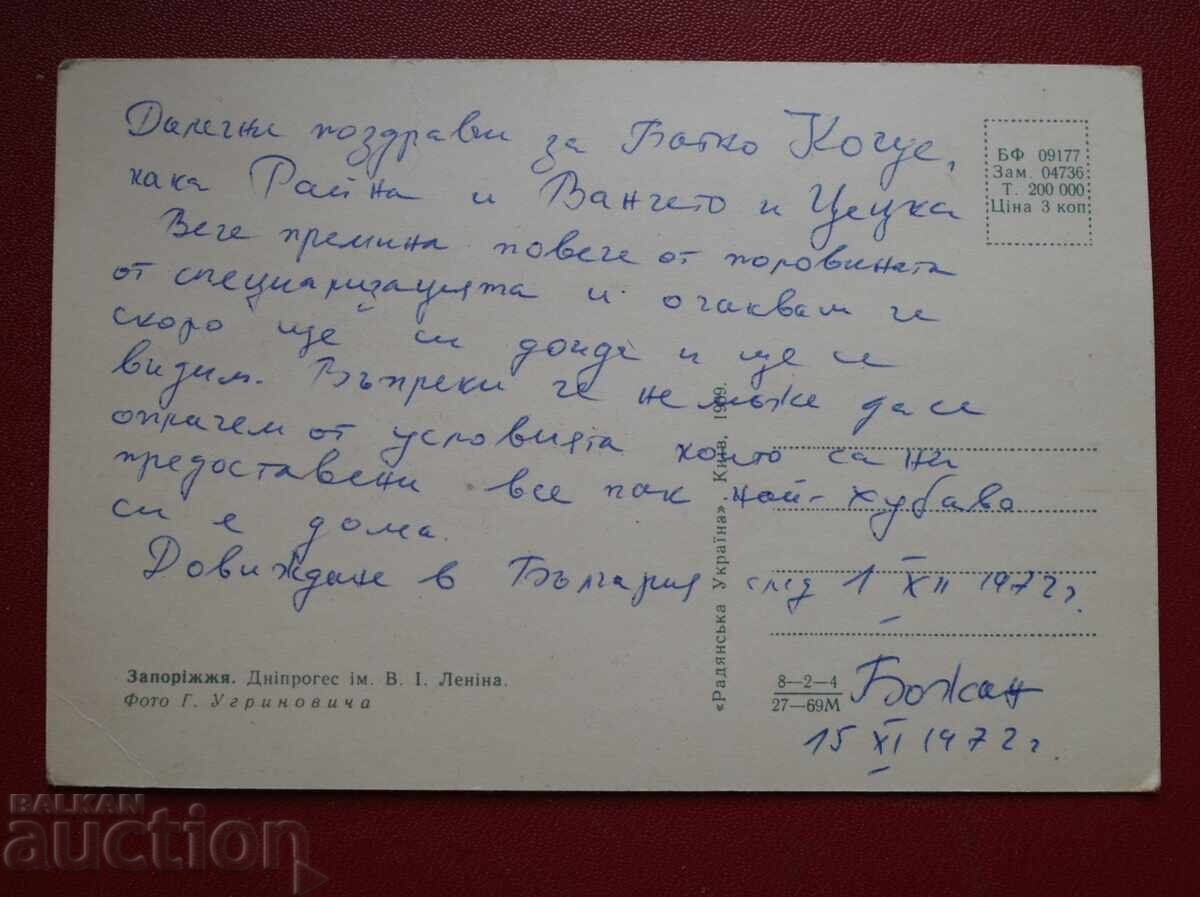 Далечни поздрави за Батко Кочу,
кака Райна и Ванчето и Цецка
Вече премина повече от половината
от специализацията и очаквам че
скоро ще си дойда и ще се
видим. Въпреки че не може да се
оплачем от условията които са ни
предоставени все пак най-хубаво
си е дома.
Довиждане в България след 1 XII 1972 г.
Божан
15 XI 1972 г.
БФ 09177
Зам. 04736
Т. 200 000
Ціна 3 коп.
«Радянська Україна», Київ, 1969.
Запоріжжя. Дніпрогес ім. В. І. Леніна.
Фото Г. Угриновича
8—2—4
27—69М
BALKAN
auction